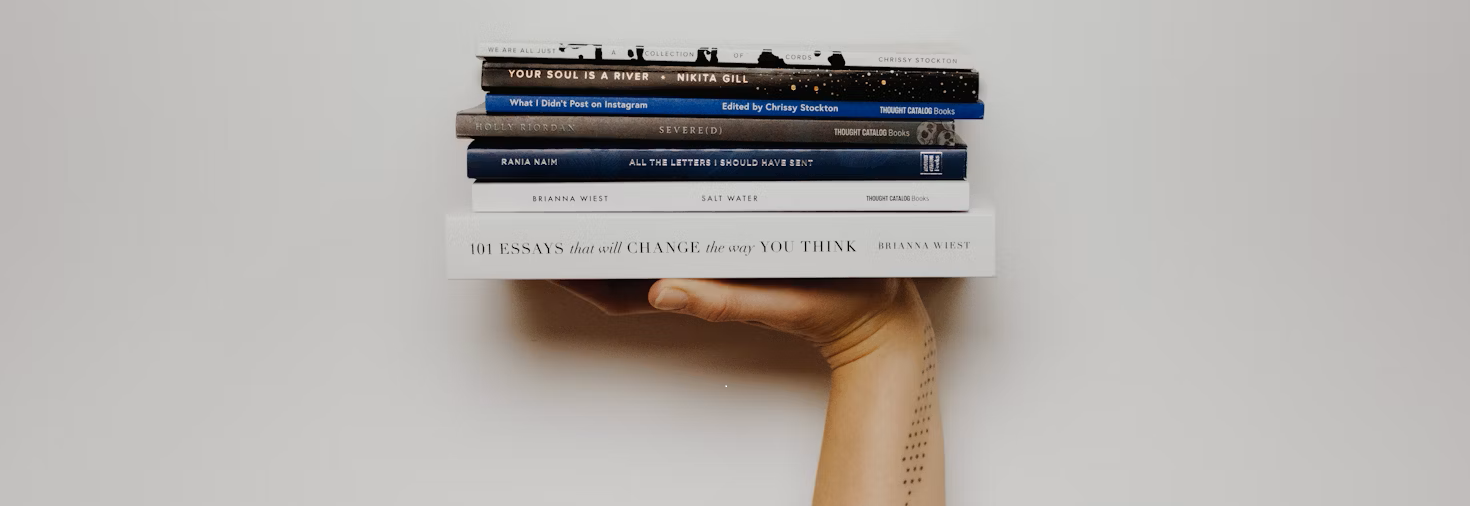 WE ARE ALL JUST A COLLECTION OF CORDS CHRISSY STOCKTON
YOUR SOUL IS A RIVER • NIKITA GILL
What I Didn't Post on Instagram Edited by Chrissy Stockton THOUGHT CATALOG Books
HOLLY RIORDAN SEVERE(D) THOUGHT CATALOG Books
RANIA NAIM ALL THE LETTERS I SHOULD HAVE SENT
BRIANNA WIEST SALT WATER THOUGHT CATALOG Books
101 ESSAYS that will CHANGE the way YOU THINK BRIANNA WIEST